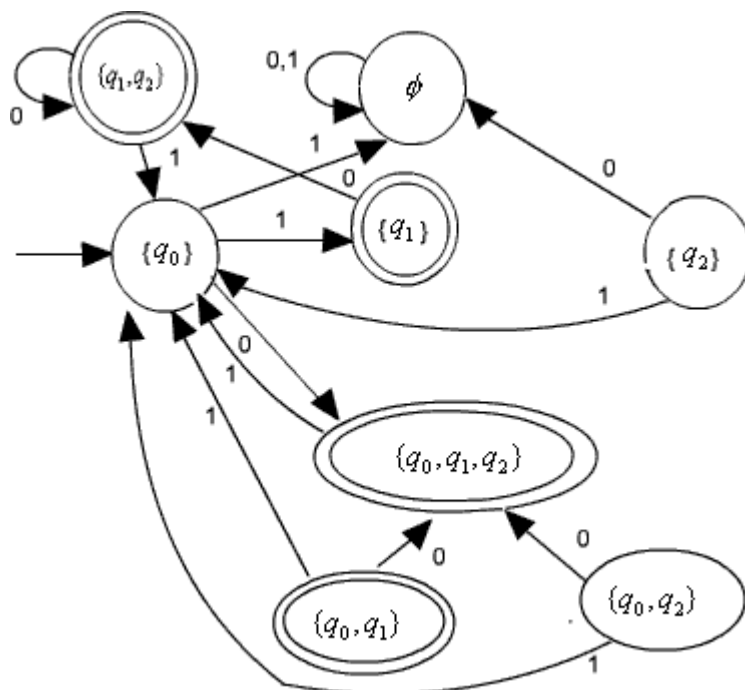 {q₁,q₂)
0,1
ϕ
0
1
1
0
0
{q₁}
1
{q₀}
{q₂}
1
0
1
1
{q₀,q₁,q₂}
0
0
{q₀,q₁}
{q₀,q₂}
1